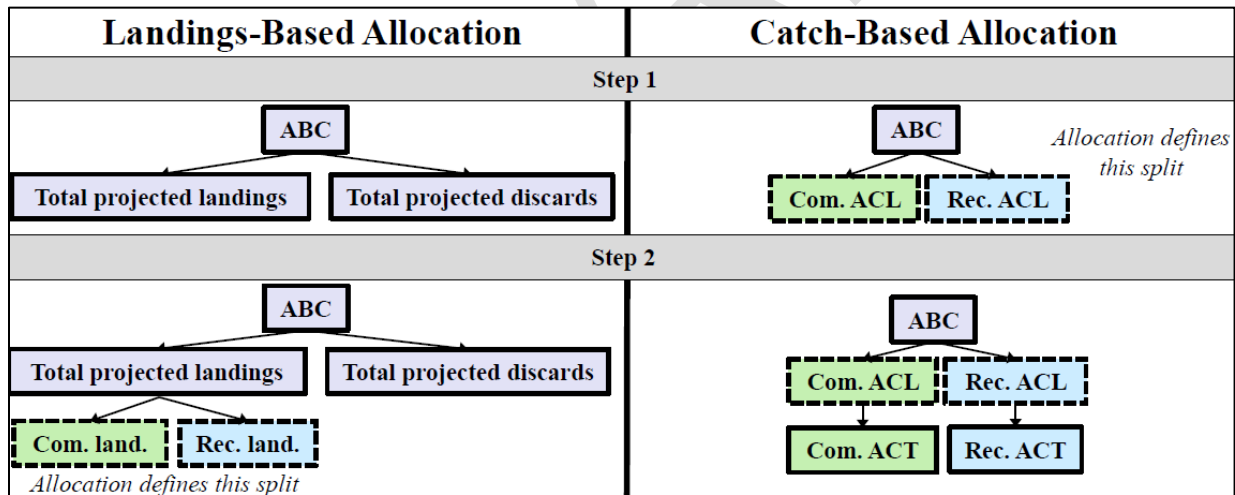 Landings-Based Allocation
Catch-Based Allocation
Step 1
ABC
Total projected landings
Total projected discards
ABC
Allocation defines
this split
Com. ACL
Rec. ACL
Step 2
ABC
Total projected landings
Total projected discards
Com. land.
Rec. land.
Allocation defines this split
ABC
Com. ACL
Rec. ACL
Com. ACT
Rec. ACT